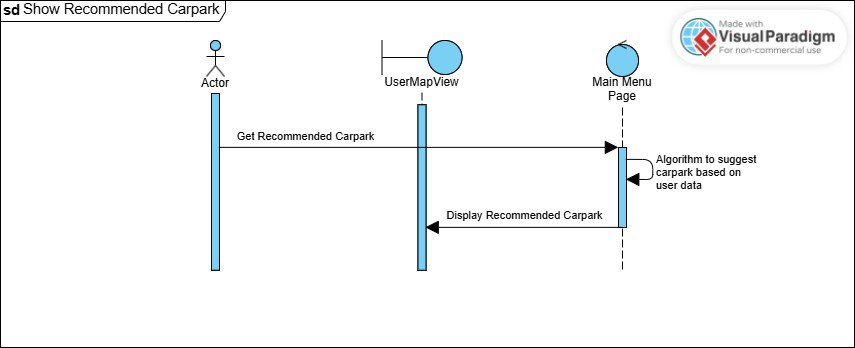 sd Show Recommended Carpark
Made with
Visual Paradigm
For non-commercial use
Actor
UserMapView
Main Menu
Page
Get Recommended Carpark
Algorithm to suggest
carpark based on
user data
Display Recommended Carpark